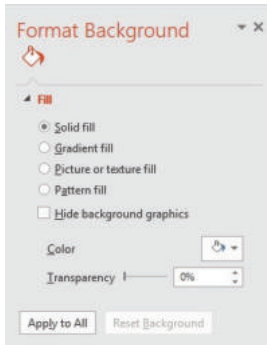 Format Background
Fill
Solid fill
Gradient fill
Picture or texture fill
Pattern fill
Hide background graphics
Color
Transparency 0%
Apply to All Reset Background